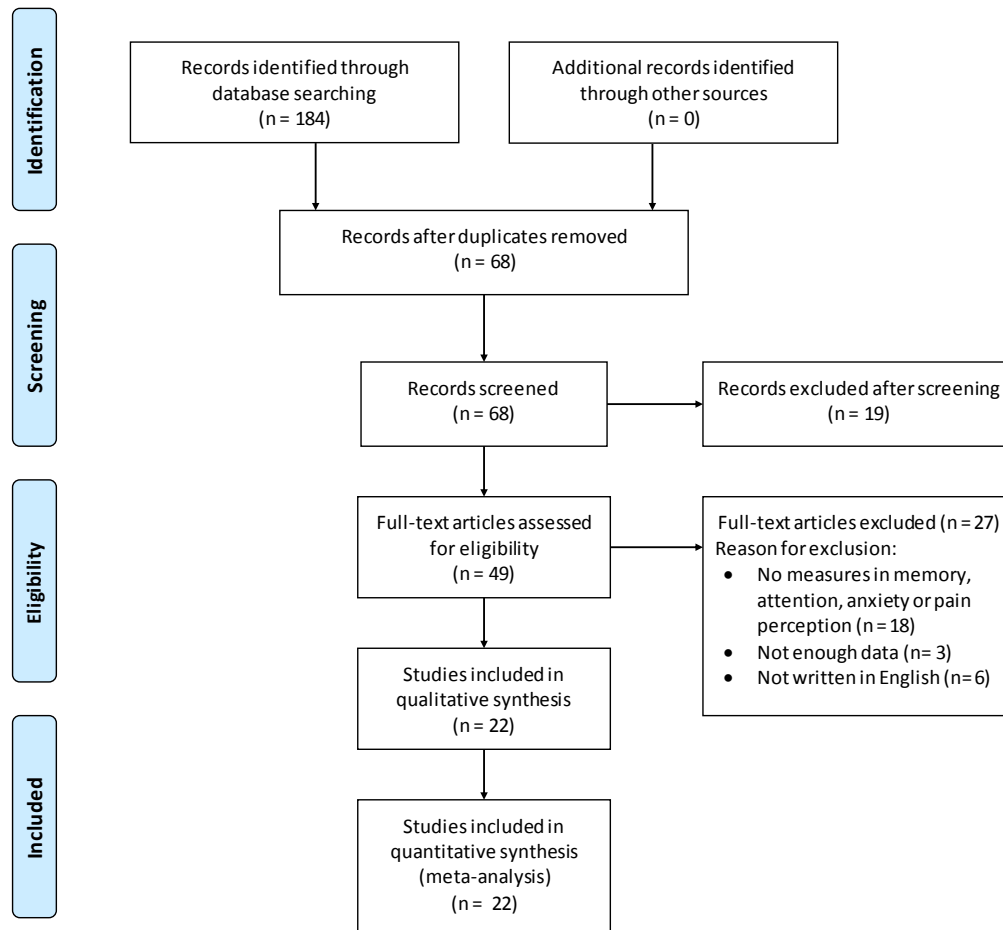 Identification
Records identified through
database searching
(n = 184)
Additional records identified
through other sources
(n = 0)
Records after duplicates removed
(n = 68)
Screening
Records screened
(n = 68)
Records excluded after screening
(n = 19)
Eligibility
Full-text articles assessed
for eligibility
(n = 49)
Full-text articles excluded (n = 27)
Reason for exclusion:
• No measures in memory,
attention, anxiety or pain
perception (n = 18)
• Not enough data (n= 3)
• Not written in English (n= 6)
Studies included in
qualitative synthesis
(n = 22)
Included
Studies included in
quantitative synthesis
(meta-analysis)
(n = 22)